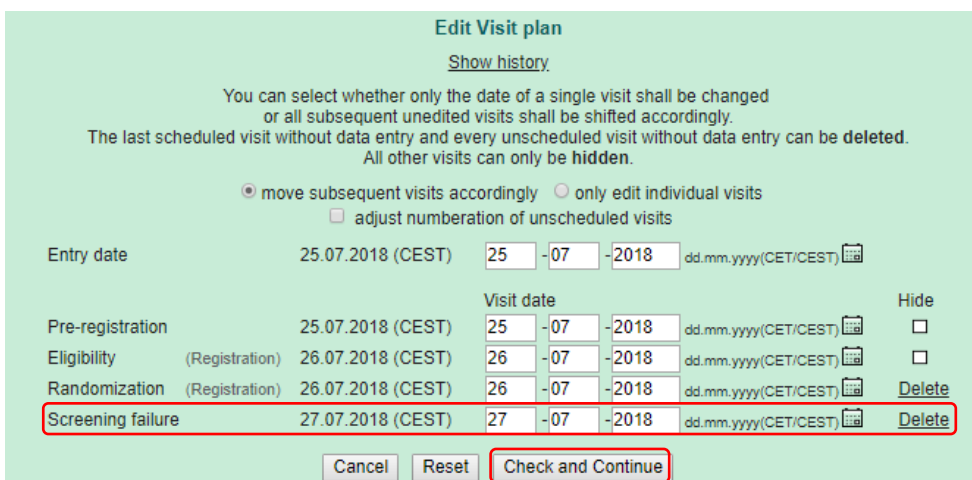 Edit Visit plan
Show history
You can select whether only the date of a single visit shall be changed
or all subsequent unedited visits shall be shifted accordingly.
The last scheduled visit without data entry and every unscheduled visit without data entry can be deleted.
All other visits can only be hidden.
move subsequent visits accordingly only edit individual visits
adjust numberation of unscheduled visits
Entry date 25.07.2018 (CEST) 25 -07 -2018 dd.mm.yyyy(CET/CEST)
Visit date Hide
Pre-registration 25.07.2018 (CEST) 25 -07 -2018 dd.mm.yyyy(CET/CEST)
Eligibility (Registration) 26.07.2018 (CEST) 26 -07 -2018 dd.mm.yyyy(CET/CEST)
Randomization (Registration) 26.07.2018 (CEST) 26 -07 -2018 dd.mm.yyyy(CET/CEST) Delete
Screening failure 27.07.2018 (CEST) 27 -07 -2018 dd.mm.yyyy(CET/CEST) Delete
Cancel Reset Check and Continue